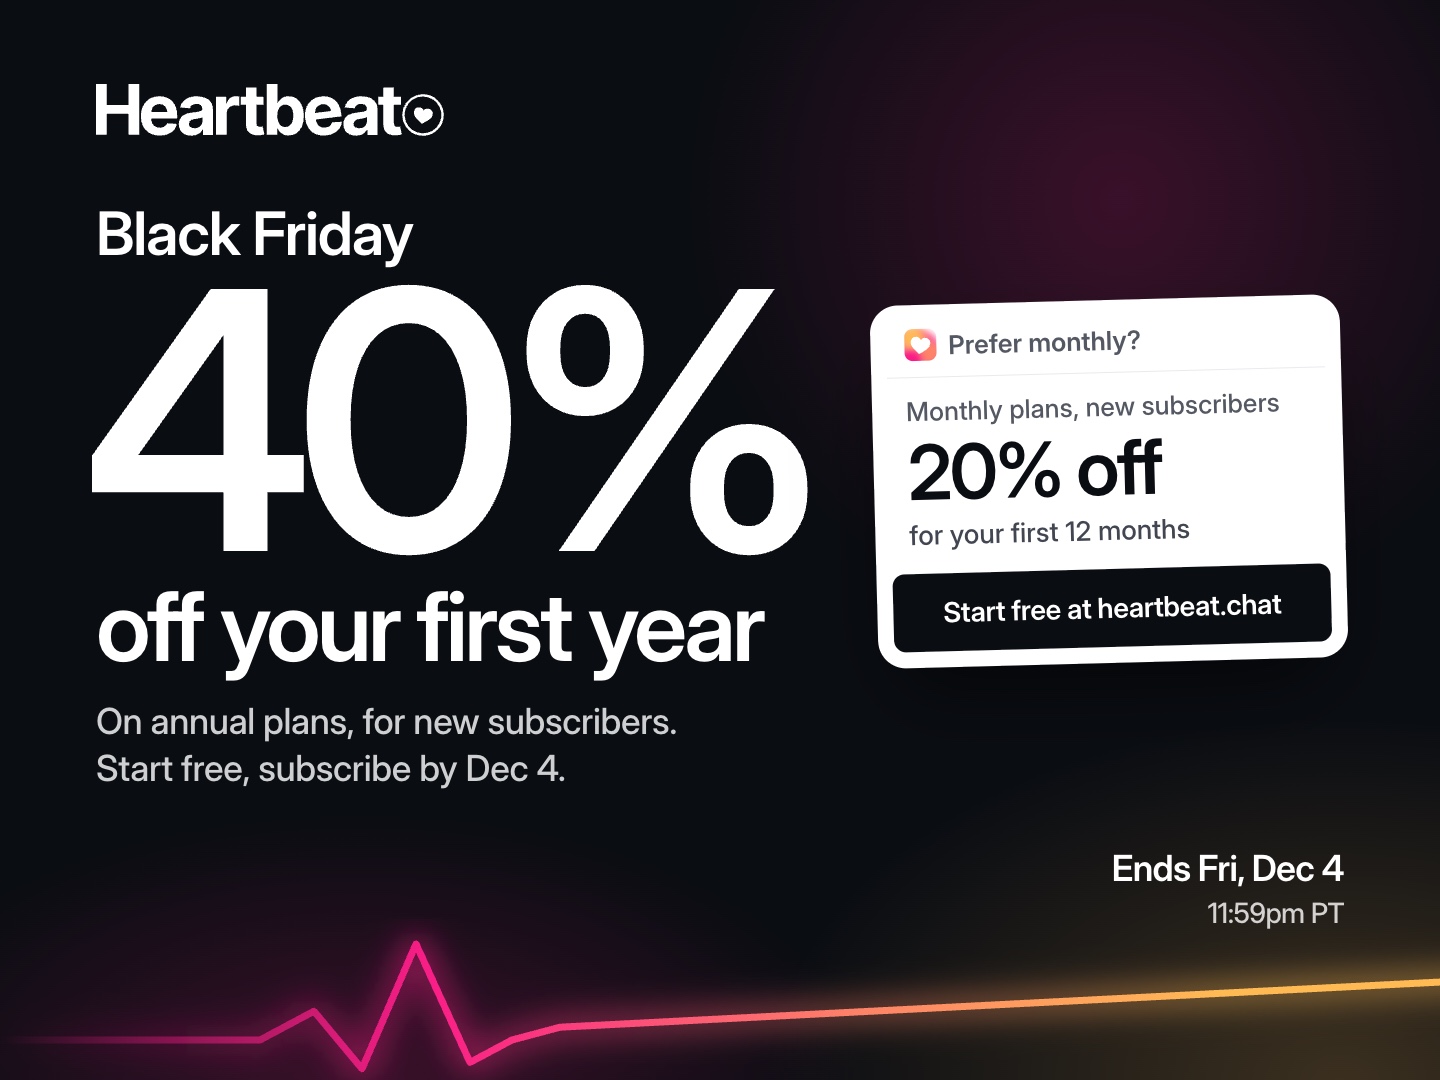 Heartbeat
Black Friday
40%
off your first year
On annual plans, for new subscribers.
Start free, subscribe by Dec 4.
Prefer monthly?
Monthly plans, new subscribers
20% off
for your first 12 months
Start free at heartbeat.chat
Ends Fri, Dec 4
11:59pm PT